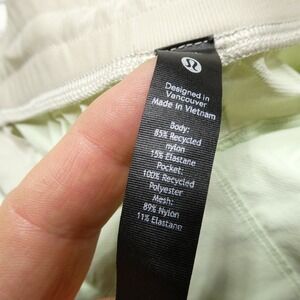 Designed in
Vancouver
Made in Vietnam
Body:
85% Recycled
nylon
15% Elastane
Pocket:
100% Recycled
Polyester
Mesh:
89% Nylon
11% Elastane